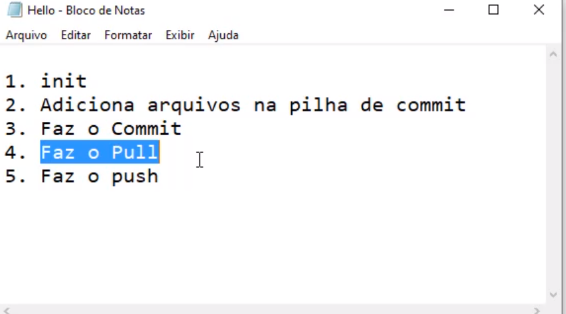 Hello - Bloco de Notas
Arquivo Editar Formatar Exibir Ajuda
1. init
2. Adiciona arquivos na pilha de commit
3. Faz o Commit
4. Faz o Pull
5. Faz o push